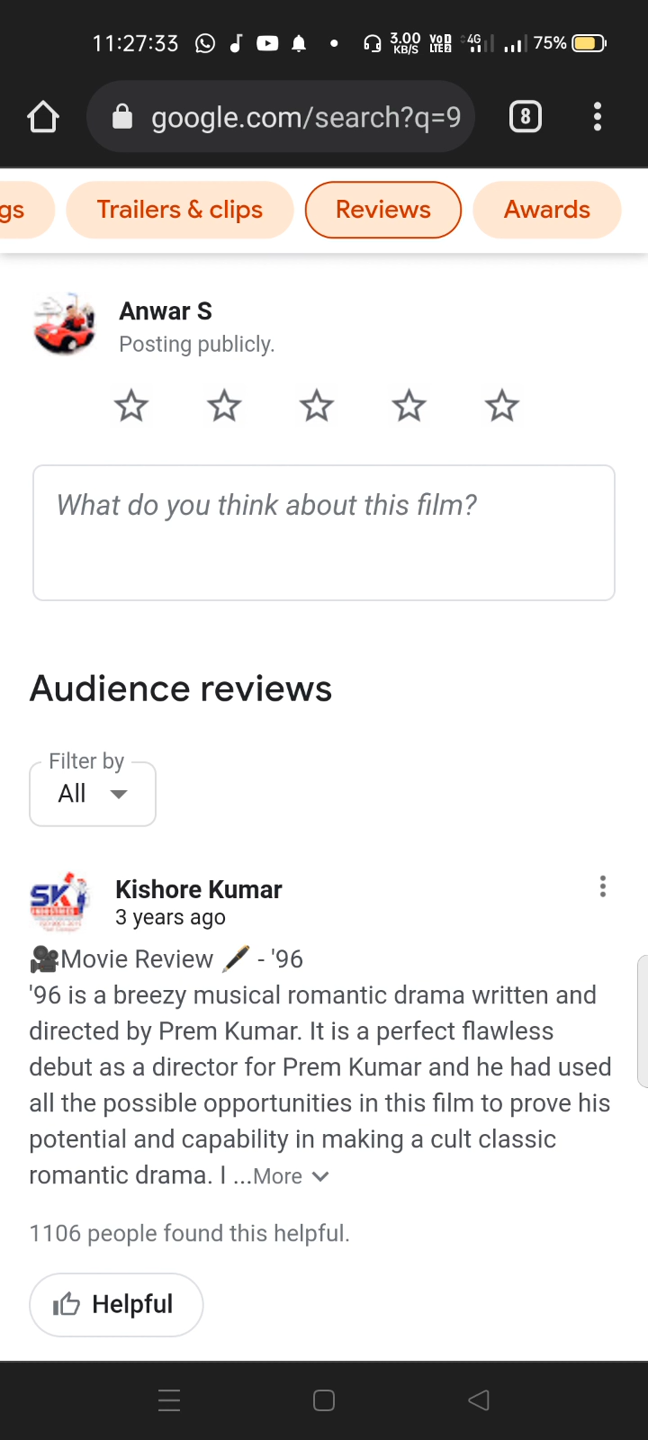 11:27:33 3.00 KB/S VoD LTE2 4G 75%
google.com/search?q=9 8
gs Trailers & clips Reviews Awards
Anwar S
Posting publicly.
What do you think about this film?
Audience reviews
Filter by
All
SK
Kishore Kumar
3 years ago
🎥Movie Review 🖋️ - '96
'96 is a breezy musical romantic drama written and
directed by Prem Kumar. It is a perfect flawless
debut as a director for Prem Kumar and he had used
all the possible opportunities in this film to prove his
potential and capability in making a cult classic
romantic drama. I ...More
1106 people found this helpful.
Helpful